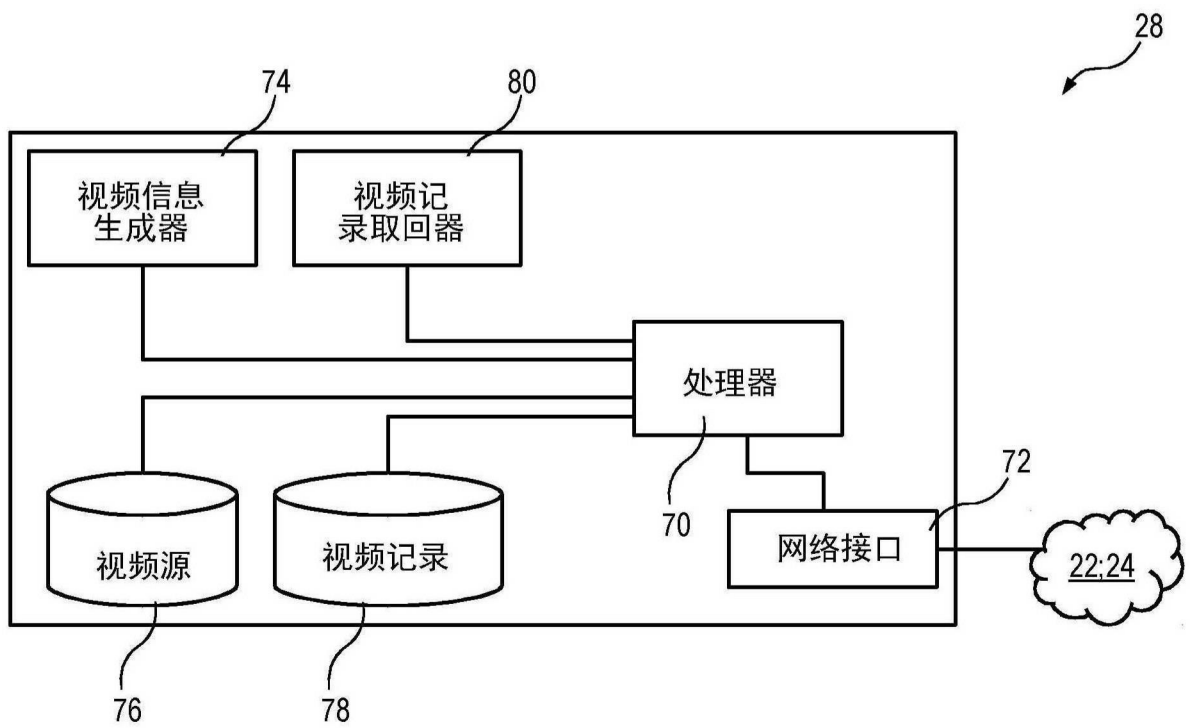 28
74
80
视频信息
生成器
视频记
录取回器
处理器
70
72
网络接口
22;24
视频源
视频记录
76
78